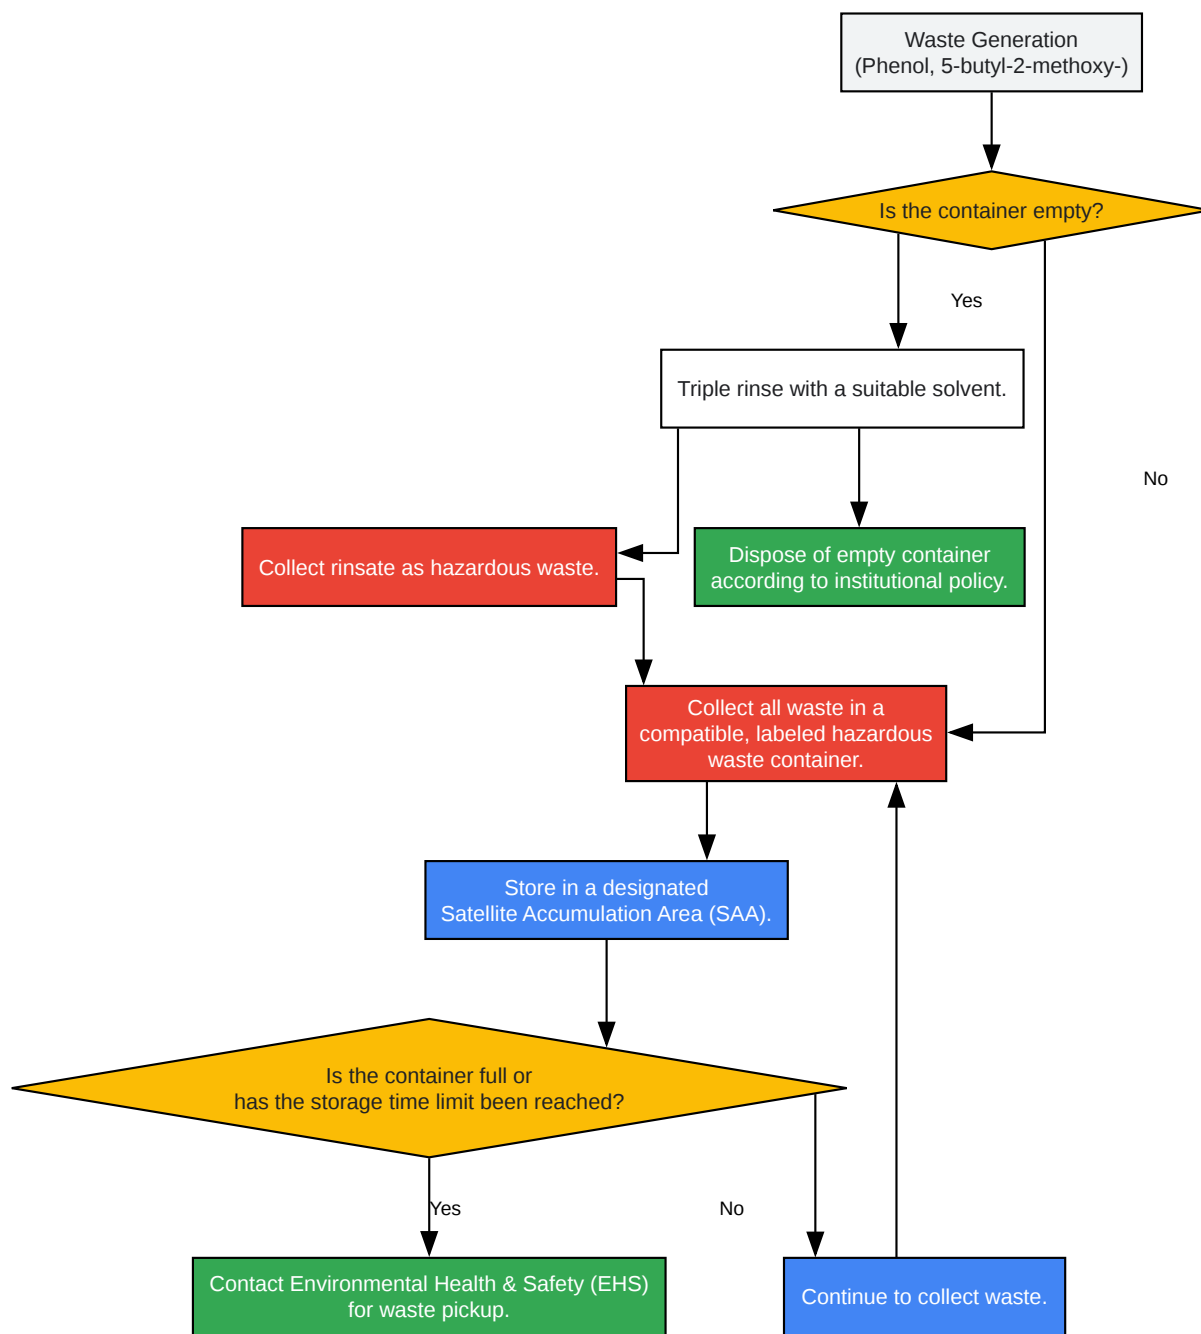 Waste Generation
(Phenol, 5-butyl-2-methoxy-)
Is the container empty?
Yes
Triple rinse with a suitable solvent.
No
Collect rinsate as hazardous waste.
Dispose of empty container
according to institutional policy.
Collect all waste in a
compatible, labeled hazardous
waste container.
Store in a designated
Satellite Accumulation Area (SAA).
Is the container full or
has the storage time limit been reached?
Yes
No
Contact Environmental Health & Safety (EHS)
for waste pickup.
Continue to collect waste.